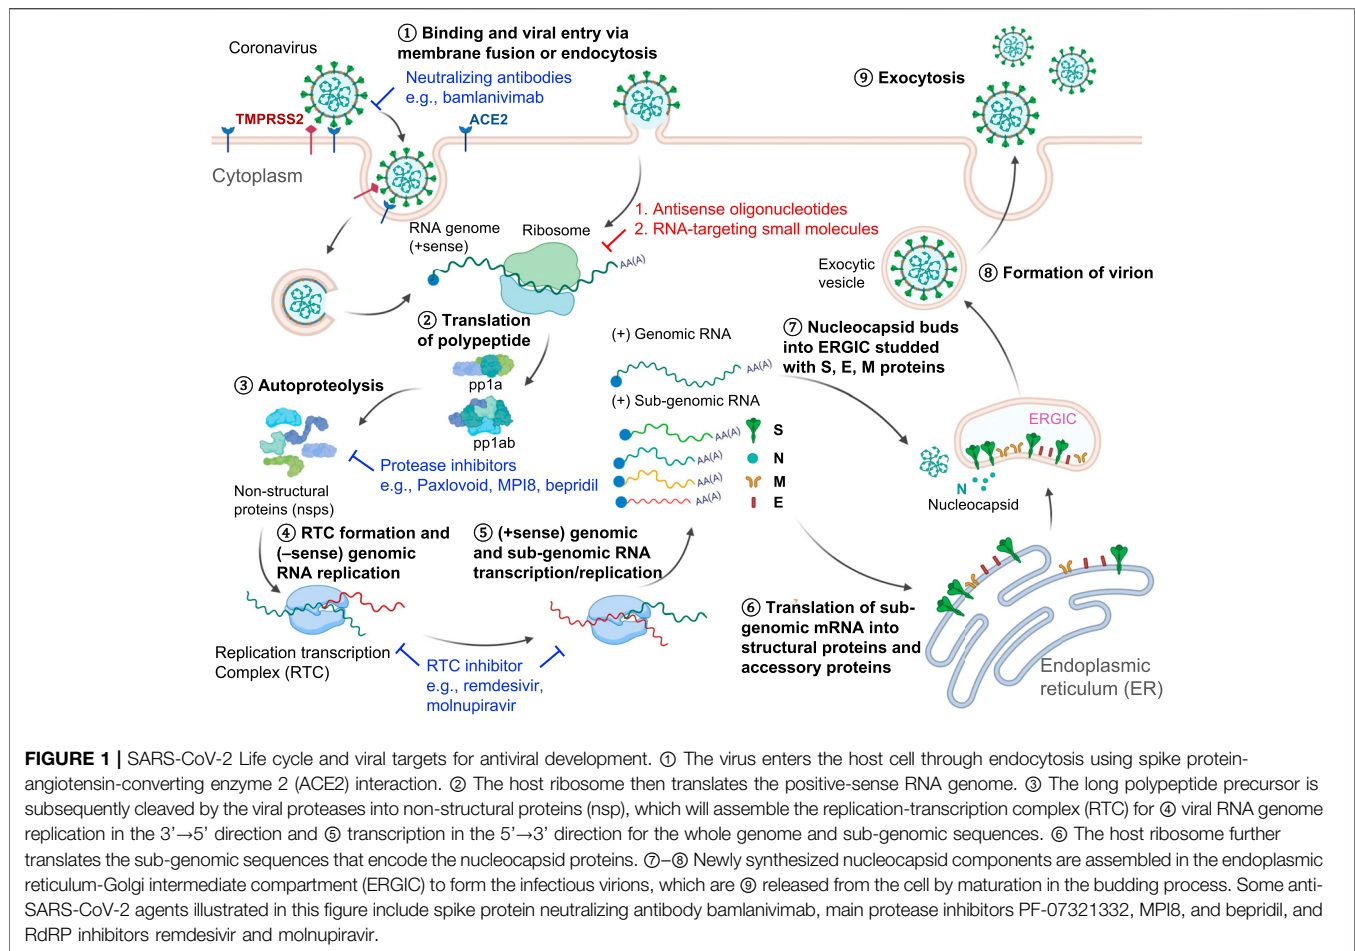 ① Binding and viral entry via
membrane fusion or endocytosis
Coronavirus
Neutralizing antibodies
e.g., bamlanivimab
⑨ Exocytosis
TMPRSS2
ACE2
Cytoplasm
1. Antisense oligonucleotides
2. RNA-targeting small molecules
RNA genome
(+sense)
Ribosome
AA(A)
Exocytic
vesicle
⑧ Formation of virion
② Translation
of polypeptide
(+) Genomic RNA
AA(A)
⑦ Nucleocapsid buds
into ERGIC studded
with S, E, M proteins
③ Autoproteolysis
pp1a
pp1ab
(+) Sub-genomic RNA
AA(A)
S
AA(A)
N
AA(A)
M
AA(A)
E
ERGIC
N
Nucleocapsid
Protease inhibitors
e.g., Paxlovoid, MPI8, bepridil
Non-structural
proteins (nsps)
④ RTC formation and
(–sense) genomic
RNA replication
⑤ (+sense) genomic
and sub-genomic RNA
transcription/replication
⑥ Translation of sub-
genomic mRNA into
structural proteins and
accessory proteins
Replication transcription
Complex (RTC)
RTC inhibitor
e.g., remdesivir,
molnupiravir
Endoplasmic
reticulum (ER)
FIGURE 1 | SARS-CoV-2 Life cycle and viral targets for antiviral development. ① The virus enters the host cell through endocytosis using spike protein-
angiotensin-converting enzyme 2 (ACE2) interaction. ② The host ribosome then translates the positive-sense RNA genome. ③ The long polypeptide precursor is
subsequently cleaved by the viral proteases into non-structural proteins (nsp), which will assemble the replication-transcription complex (RTC) for ④ viral RNA genome
replication in the 3’→5’ direction and ⑤ transcription in the 5’→3’ direction for the whole genome and sub-genomic sequences. ⑥ The host ribosome further
translates the sub-genomic sequences that encode the nucleocapsid proteins. ⑦–⑧ Newly synthesized nucleocapsid components are assembled in the endoplasmic
reticulum-Golgi intermediate compartment (ERGIC) to form the infectious virions, which are ⑨ released from the cell by maturation in the budding process. Some anti-
SARS-CoV-2 agents illustrated in this figure include spike protein neutralizing antibody bamlanivimab, main protease inhibitors PF-07321332, MPI8, and bepridil, and
RdRP inhibitors remdesivir and molnupiravir.